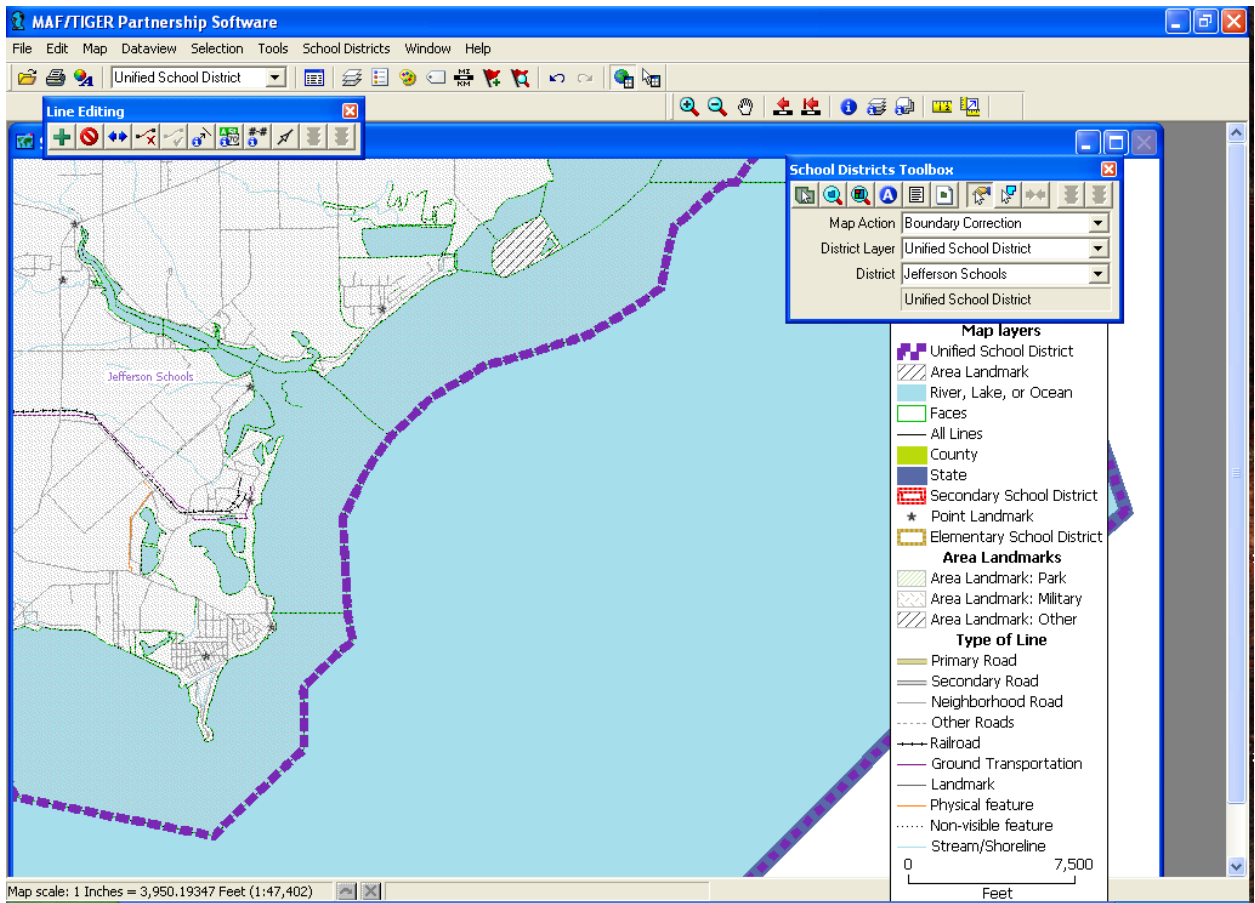 MAF/TIGER Partnership Software
File Edit Map Dataview Selection Tools School Districts Window Help
Unified School District
MI
KM
Line Editing
#-#
School Districts Toolbox
A
Map Action Boundary Correction
District Layer Unified School District
District Jefferson Schools
Unified School District
Jefferson Schools
Map layers
Unified School District
Area Landmark
River, Lake, or Ocean
Faces
All Lines
County
State
Secondary School District
Point Landmark
Elementary School District
Area Landmarks
Area Landmark: Park
Area Landmark: Military
Area Landmark: Other
Type of Line
Primary Road
Secondary Road
Neighborhood Road
Other Roads
Railroad
Ground Transportation
Landmark
Physical feature
Non-visible feature
Stream/Shoreline
0 7,500
Feet
Map scale: 1 Inches = 3,950.19347 Feet (1:47,402)